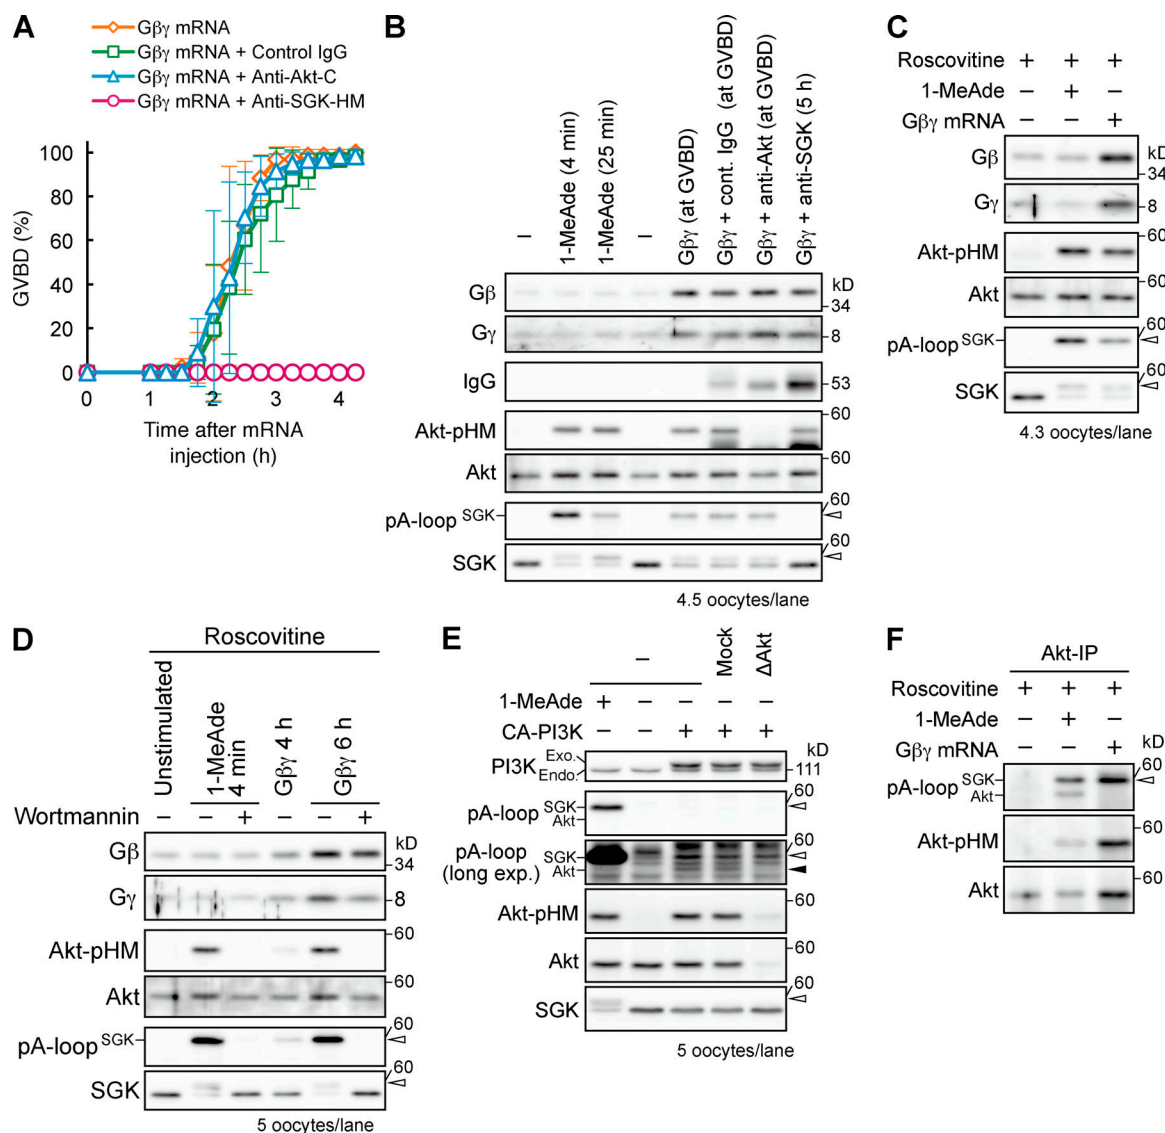 A
Gβγ mRNA
Gβγ mRNA + Control IgG
Gβγ mRNA + Anti-Akt-C
Gβγ mRNA + Anti-SGK-HM
GVBD (%)
100
80
60
40
20
0
0 1 2 3 4
Time after mRNA
injection (h)
B
–
1-MeAde (4 min)
1-MeAde (25 min)
–
Gβγ (at GVBD)
Gβγ + cont. IgG (at GVBD)
Gβγ + anti-Akt (at GVBD)
Gβγ + anti-SGK (5 h)
kD
Gβ 34
Gγ 8
IgG 53
Akt-pHM 60
Akt 60
pA-loop SGK 60
SGK 60
4.5 oocytes/lane
C
Roscovitine + + +
1-MeAde – + –
Gβγ mRNA – – +
kD
Gβ 34
Gγ 8
Akt-pHM 60
Akt 60
pA-loop SGK 60
SGK 60
4.3 oocytes/lane
D
Roscovitine
Unstimulated
1-MeAde
4 min
Gβγ 4 h
Gβγ 6 h
Wortmannin – – + – – +
kD
Gβ 34
Gγ 8
Akt-pHM 60
Akt 60
pA-loop SGK 60
SGK 60
5 oocytes/lane
E
–
Mock
ΔAkt
1-MeAde + – – – –
CA-PI3K – – + + +
kD
PI3K Exo.
Endo. 111
pA-loop SGK 60
Akt
pA-loop SGK 60
(long exp.) Akt
Akt-pHM 60
Akt 60
SGK 60
5 oocytes/lane
F
Akt-IP
Roscovitine + + +
1-MeAde – + –
Gβγ mRNA – – +
kD
pA-loop SGK 60
Akt
Akt-pHM 60
Akt 60